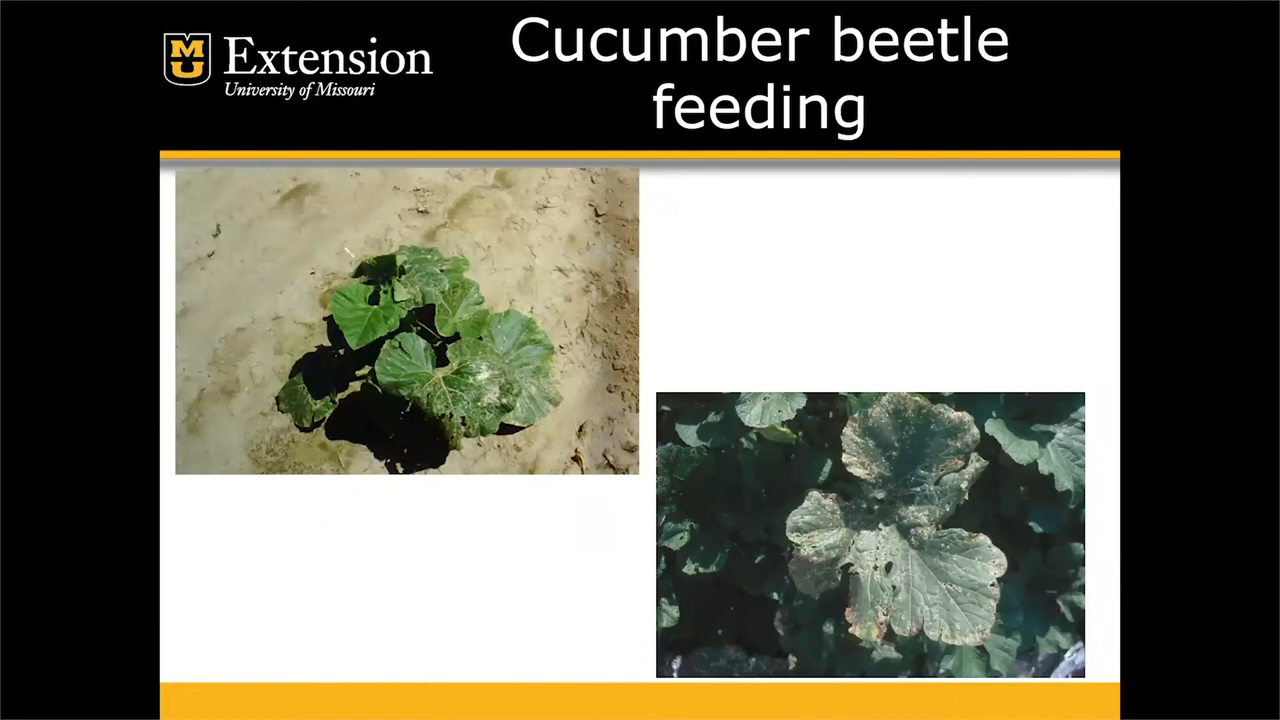 MU
Extension
University of Missouri
Cucumber beetle
feeding